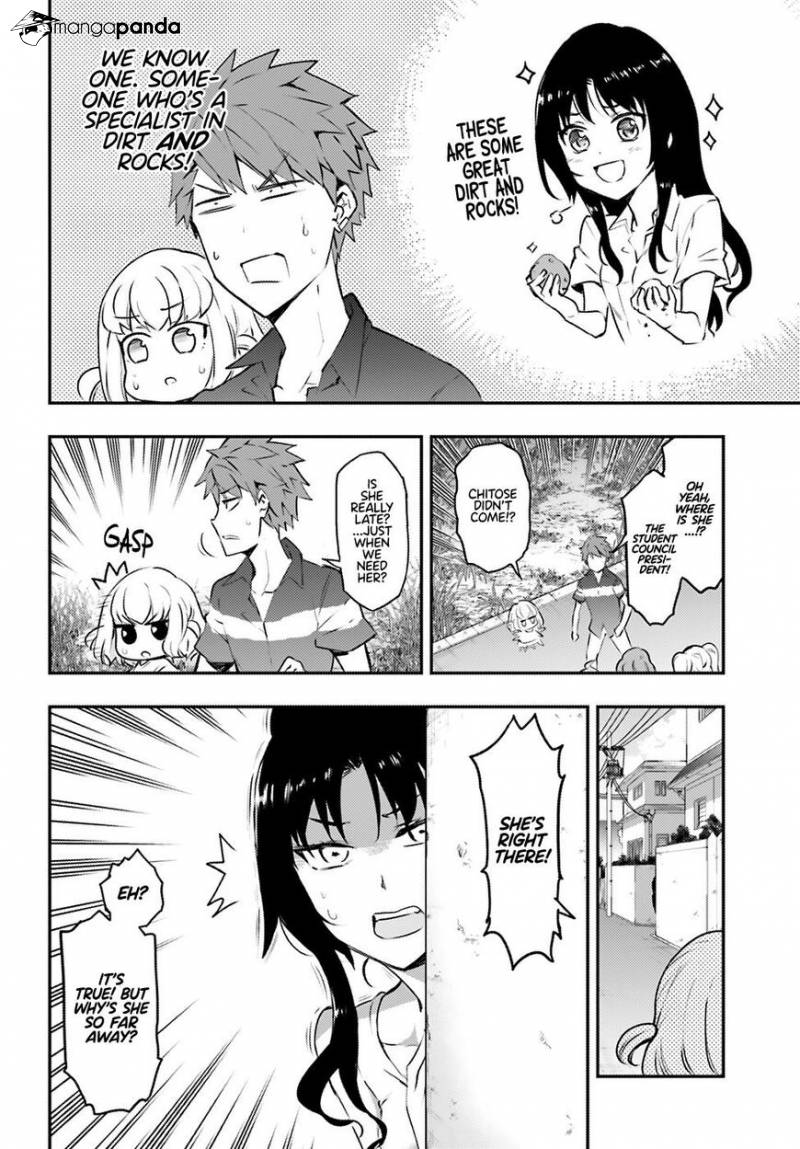 mangapanda
THESE
ARE SOME
GREAT
DIRT AND
ROCKS!
WE KNOW
ONE. SOME-
ONE WHO'S A
SPECIALIST IN
DIRT AND
ROCKS!
OH
YEAH,
WHERE
IS SHE
....!?
THE
STUDENT
COUNCIL
PRESI-
DENT!
CHITOSE
DIDN'T
COME!?
IS
SHE
REALLY
LATE?
....JUST
WHEN
WE
NEED
HER?
GASP
SHE'S
RIGHT
THERE!
EH?
IT'S
TRUE! BUT
WHY'S SHE
SO FAR
AWAY?